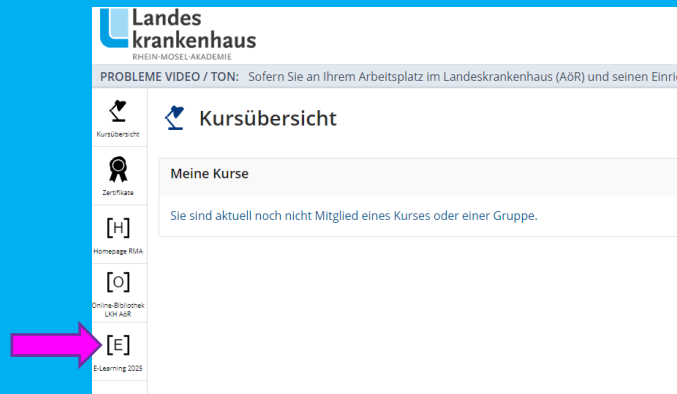 Landes
krankenhaus
RHEIN-MOSEL-AKADEMIE
PROBLEME VIDEO / TON: Sofern Sie an Ihrem Arbeitsplatz im Landeskrankenhaus (AöR) und seinen Einri
Kursübersicht
Kursübersicht
Zertifikate
Meine Kurse
Sie sind aktuell noch nicht Mitglied eines Kurses oder einer Gruppe.
[H]
Homepage RMA
[O]
Online-Bibliothek
LKH AöR
[E]
E-Learning 2025